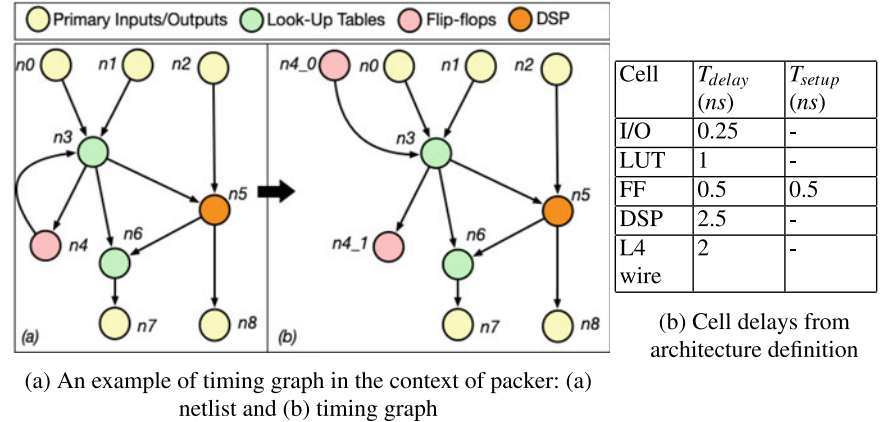 Primary Inputs/Outputs Look-Up Tables Flip-flops DSP
n0 n1 n2
n3
n5
n4 n6
n7 n8
(a)
n4_0 n0 n1 n2
n3
n5
n4_1 n6
n7 n8
(b)
Cell T_delay (ns) T_setup (ns)
I/O 0.25 -
LUT 1 -
FF 0.5 0.5
DSP 2.5 -
L4 wire 2 -
(b) Cell delays from
architecture definition
(a) An example of timing graph in the context of packer: (a)
netlist and (b) timing graph